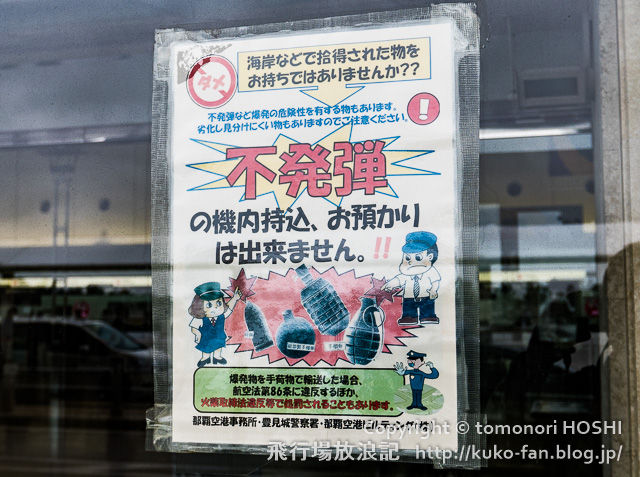 ダメ
海岸などで拾得された物を
お持ちではありませんか??
不発弾など爆発の危険性を有する物もあります。
劣化し見分けにくい物もありますのでご注意ください。
不発弾
の機内持込、お預かり
は出来ません。!!
手榴弾
爆発物を手荷物で輸送した場合、
航空法第86条に違反するほか、
火薬取締法違反等で処罰されることもあります。
那覇空港事務所・豊見城警察署・那覇空港ビルディング(株)
Copyright © tomonori HOSHI
飛行場放浪記 http://kuko-fan.blog.jp/